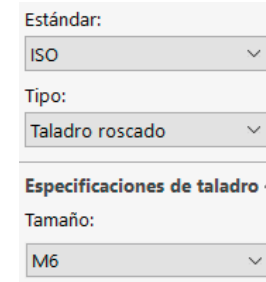 Estándar:
ISO
Tipo:
Taladro roscado
Especificaciones de taladro
Tamaño:
M6